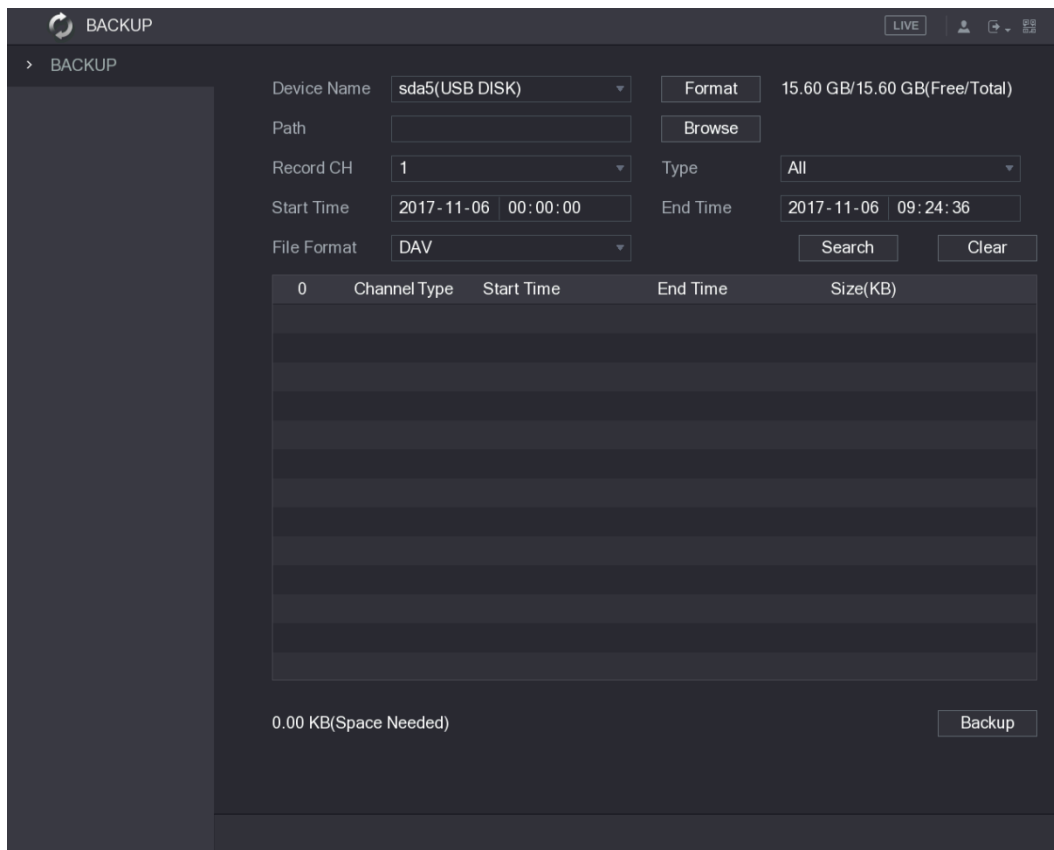 BACKUP LIVE
> BACKUP
Device Name sda5(USB DISK) Format 15.60 GB/15.60 GB(Free/Total)
Path Browse
Record CH 1 Type All
Start Time 2017-11-06 00:00:00 End Time 2017-11-06 09:24:36
File Format DAV Search Clear
0 Channel Type Start Time End Time Size(KB)
0.00 KB(Space Needed) Backup